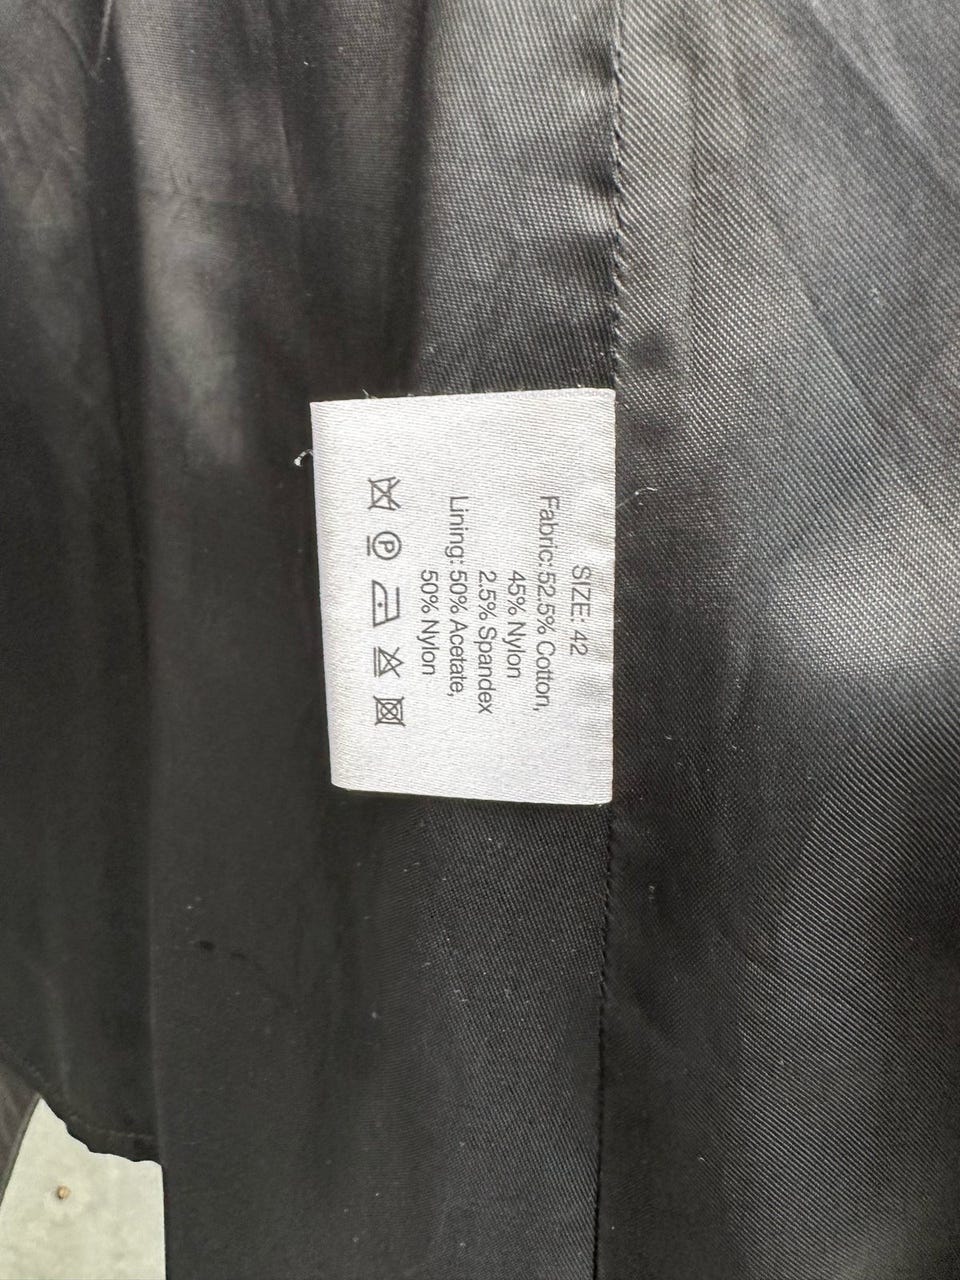 SIZE: 42
Fabric: 52.5% Cotton,
45% Nylon
2.5% Spandex
Lining: 50% Acetate,
50% Nylon
P